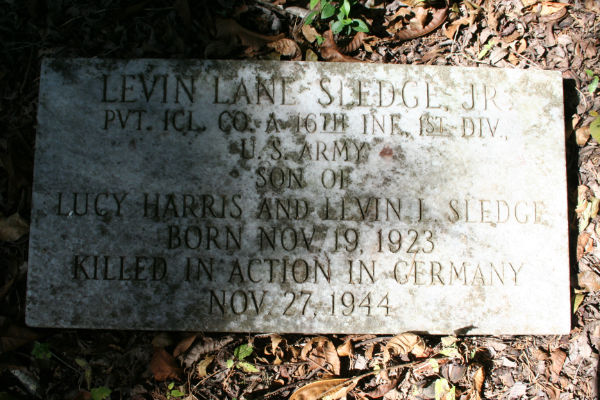 LEVIN LANE SLEDGE, JR.
PVT. 1CL. CO. A 16TH INF., 1ST. DIV.,
U. S. ARMY
SON OF
LUCY HARRIS AND LEVIN L. SLEDGE
BORN NOV. 19, 1923
KILLED IN ACTION IN GERMANY
NOV. 27, 1944